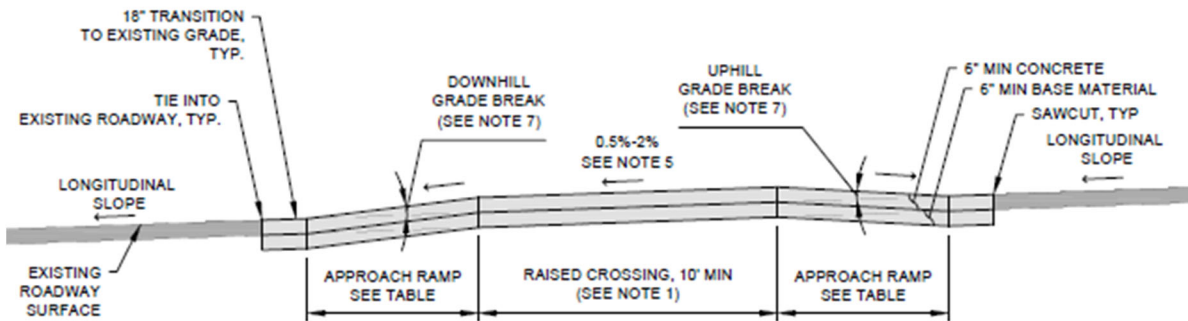 18" TRANSITION
TO EXISTING GRADE,
TYP.
TIE INTO
EXISTING ROADWAY, TYP.
LONGITUDINAL
SLOPE
EXISTING
ROADWAY
SURFACE
DOWNHILL
GRADE BREAK
(SEE NOTE 7)
0.5%-2%
SEE NOTE 5
UPHILL
GRADE BREAK
(SEE NOTE 7)
6" MIN CONCRETE
6" MIN BASE MATERIAL
SAWCUT, TYP
LONGITUDINAL
SLOPE
APPROACH RAMP
SEE TABLE
RAISED CROSSING, 10' MIN
(SEE NOTE 1)
APPROACH RAMP
SEE TABLE